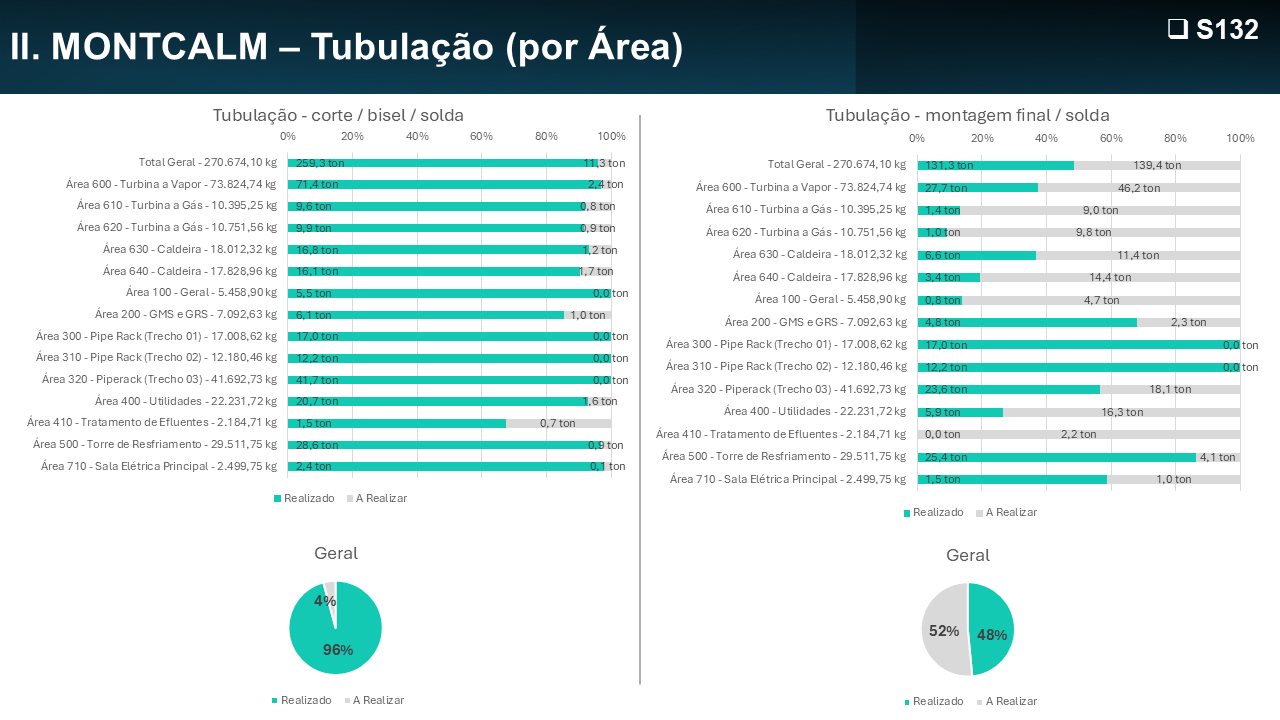 II. MONTCALM – Tubulação (por Área)
❑ S132
Tubulação - corte / bisel / solda
0% 20% 40% 60% 80% 100%
Total Geral - 270.674,10 kg 259,3 ton 11,3 ton
Área 600 - Turbina a Vapor - 73.824,74 kg 71,4 ton 2,4 ton
Área 610 - Turbina a Gás - 10.395,25 kg 9,6 ton 0,8 ton
Área 620 - Turbina a Gás - 10.751,56 kg 9,9 ton 0,9 ton
Área 630 - Caldeira - 18.012,32 kg 16,8 ton 1,2 ton
Área 640 - Caldeira - 17.828,96 kg 16,1 ton 1,7 ton
Área 100 - Geral - 5.458,90 kg 5,5 ton 0,0 ton
Área 200 - GMS e GRS - 7.092,63 kg 6,1 ton 1,0 ton
Área 300 - Pipe Rack (Trecho 01) - 17.008,62 kg 17,0 ton 0,0 ton
Área 310 - Pipe Rack (Trecho 02) - 12.180,46 kg 12,2 ton 0,0 ton
Área 320 - Piperack (Trecho 03) - 41.692,73 kg 41,7 ton 0,0 ton
Área 400 - Utilidades - 22.231,72 kg 20,7 ton 1,6 ton
Área 410 - Tratamento de Efluentes - 2.184,71 kg 1,5 ton 0,7 ton
Área 500 - Torre de Resfriamento - 29.511,75 kg 28,6 ton 0,9 ton
Área 710 - Sala Elétrica Principal - 2.499,75 kg 2,4 ton 0,1 ton
Realizado A Realizar
Geral
4%
96%
Realizado A Realizar
Tubulação - montagem final / solda
0% 20% 40% 60% 80% 100%
Total Geral - 270.674,10 kg 131,3 ton 139,4 ton
Área 600 - Turbina a Vapor - 73.824,74 kg 27,7 ton 46,2 ton
Área 610 - Turbina a Gás - 10.395,25 kg 1,4 ton 9,0 ton
Área 620 - Turbina a Gás - 10.751,56 kg 1,0 ton 9,8 ton
Área 630 - Caldeira - 18.012,32 kg 6,6 ton 11,4 ton
Área 640 - Caldeira - 17.828,96 kg 3,4 ton 14,4 ton
Área 100 - Geral - 5.458,90 kg 0,8 ton 4,7 ton
Área 200 - GMS e GRS - 7.092,63 kg 4,8 ton 2,3 ton
Área 300 - Pipe Rack (Trecho 01) - 17.008,62 kg 17,0 ton 0,0 ton
Área 310 - Pipe Rack (Trecho 02) - 12.180,46 kg 12,2 ton 0,0 ton
Área 320 - Piperack (Trecho 03) - 41.692,73 kg 23,6 ton 18,1 ton
Área 400 - Utilidades - 22.231,72 kg 5,9 ton 16,3 ton
Área 410 - Tratamento de Efluentes - 2.184,71 kg 0,0 ton 2,2 ton
Área 500 - Torre de Resfriamento - 29.511,75 kg 25,4 ton 4,1 ton
Área 710 - Sala Elétrica Principal - 2.499,75 kg 1,5 ton 1,0 ton
Realizado A Realizar
Geral
52% 48%
Realizado A Realizar